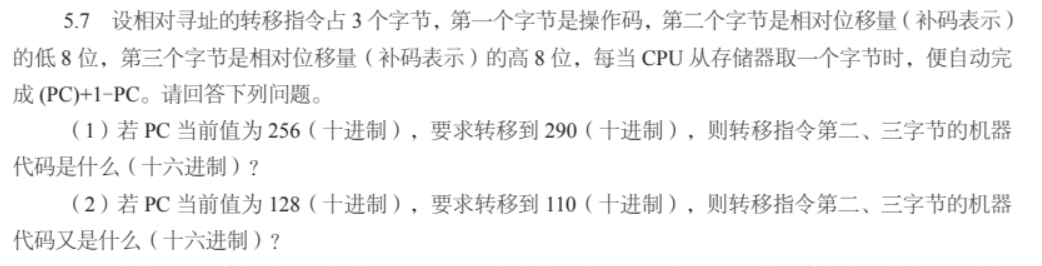 5.7 设相对寻址的转移指令占 3 个字节，第一个字节是操作码，第二个字节是相对位移量（补码表示）
的低 8 位，第三个字节是相对位移量（补码表示）的高 8 位，每当 CPU 从存储器取一个字节时，便自动完
成 (PC)+1−PC。请回答下列问题。
（1）若 PC 当前值为 256（十进制），要求转移到 290（十进制），则转移指令第二、三字节的机器
代码是什么（十六进制）?
（2）若 PC 当前值为 128（十进制），要求转移到 110（十进制），则转移指令第二、三字节的机器
代码又是什么（十六进制）?